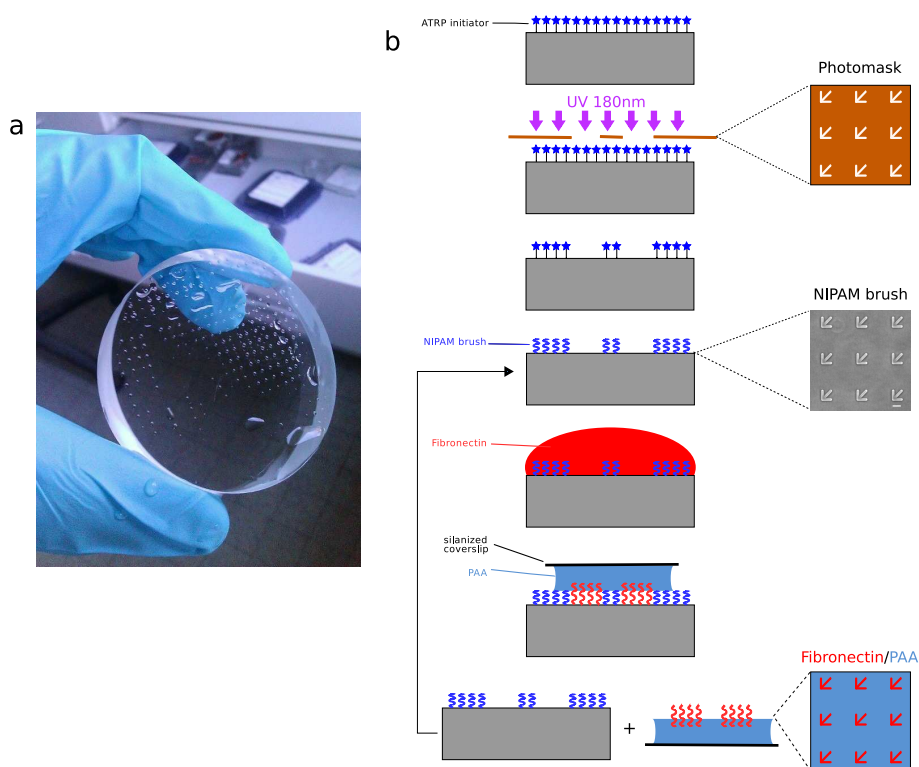 a
b
ATRP initiator
UV 180nm
Photomask
NIPAM brush
NIPAM brush
Fibronectin
silanized
coverslip
PAA
Fibronectin/PAA
+